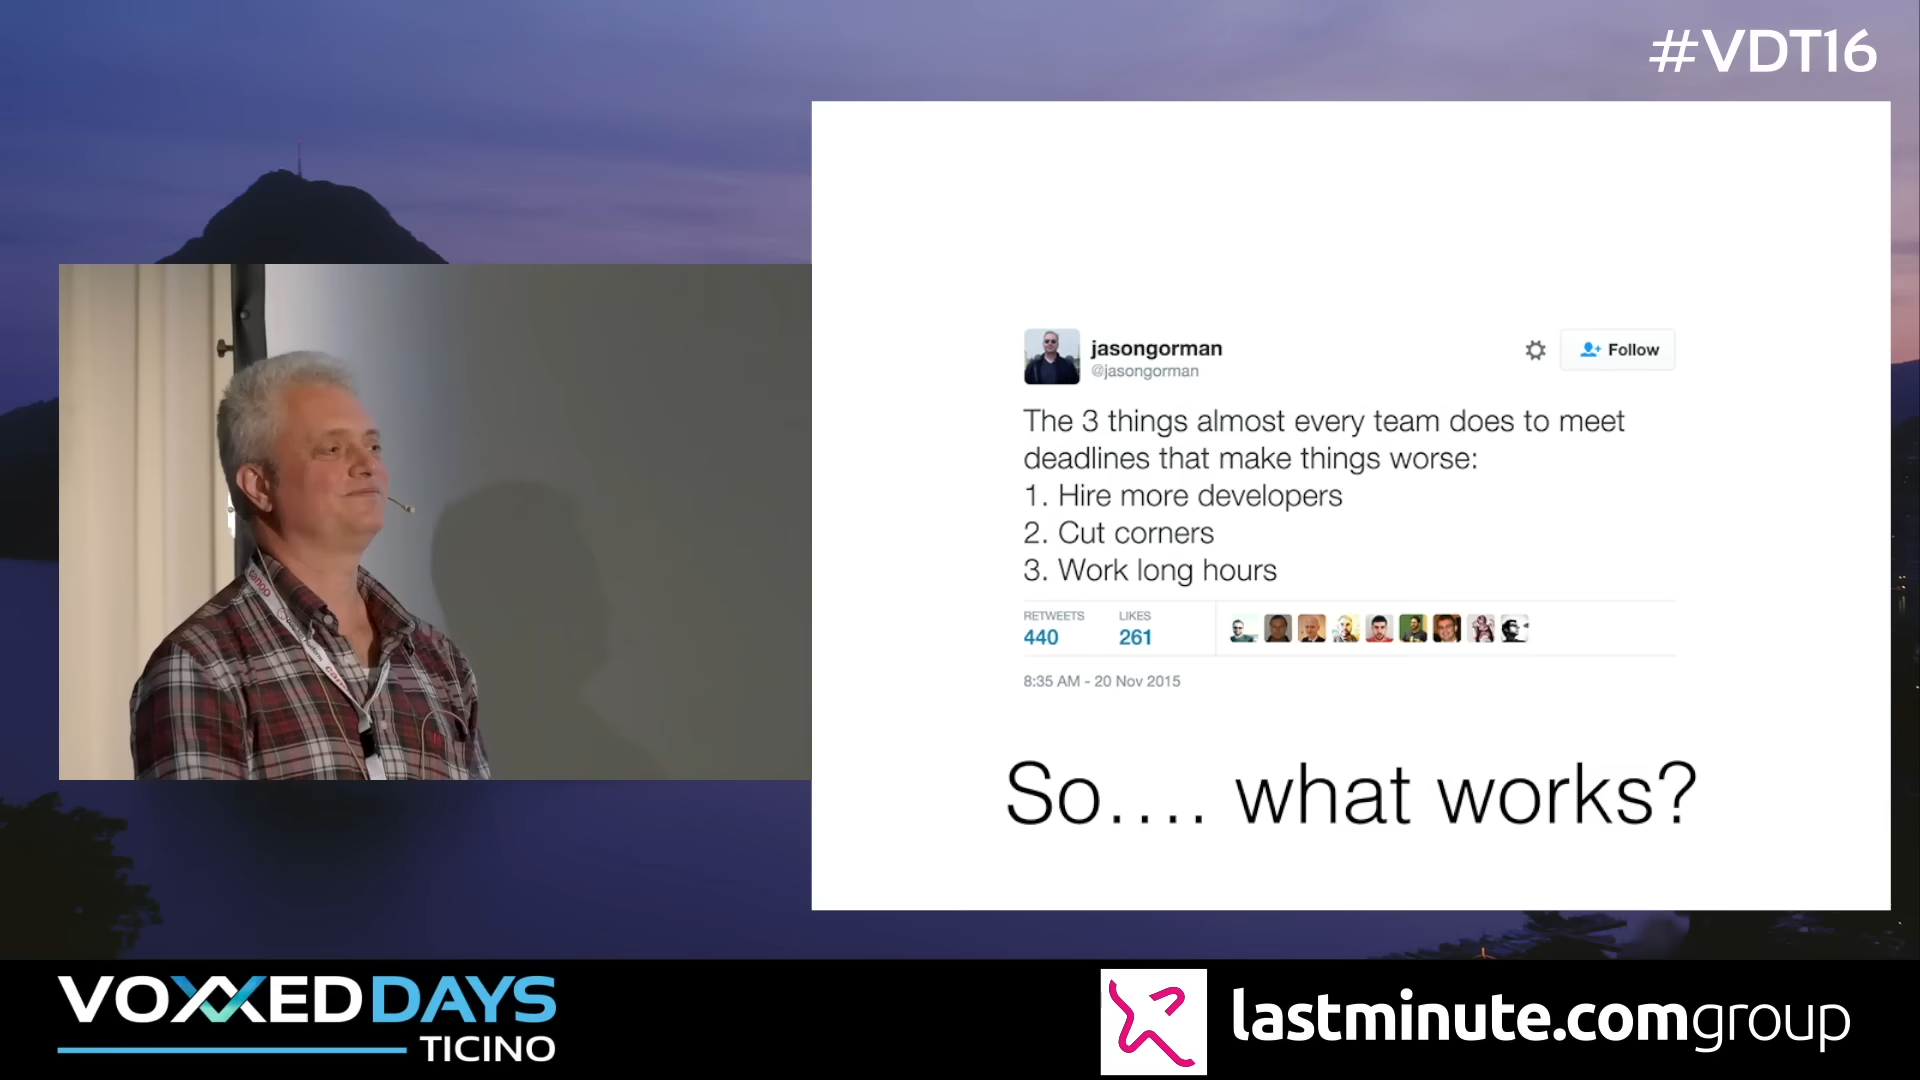 #VDT16
jasongorman
@jasongorman
Follow
The 3 things almost every team does to meet
deadlines that make things worse:
1. Hire more developers
2. Cut corners
3. Work long hours
RETWEETS
LIKES
440
261
8:35 AM - 20 Nov 2015
So.... what works?
VOXXEDDAYS
TICINO
lastminute.comgroup